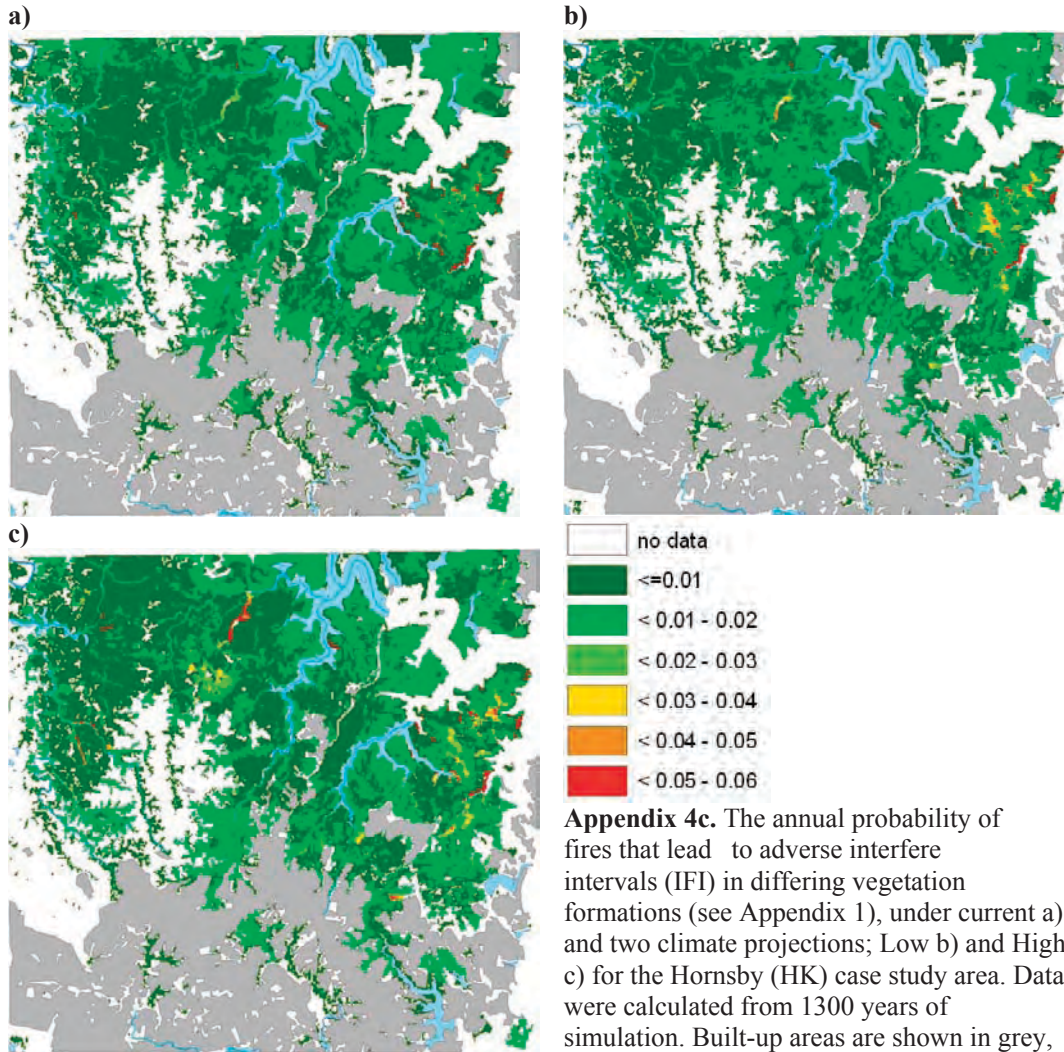 a)
b)
c)
no data
<=0.01
< 0.01 - 0.02
< 0.02 - 0.03
< 0.03 - 0.04
< 0.04 - 0.05
< 0.05 - 0.06
Appendix 4c. The annual probability of
fires that lead to adverse interfere
intervals (IFI) in differing vegetation
formations (see Appendix 1), under current a)
and two climate projections; Low b) and High
c) for the Hornsby (HK) case study area. Data
were calculated from 1300 years of
simulation. Built-up areas are shown in grey,